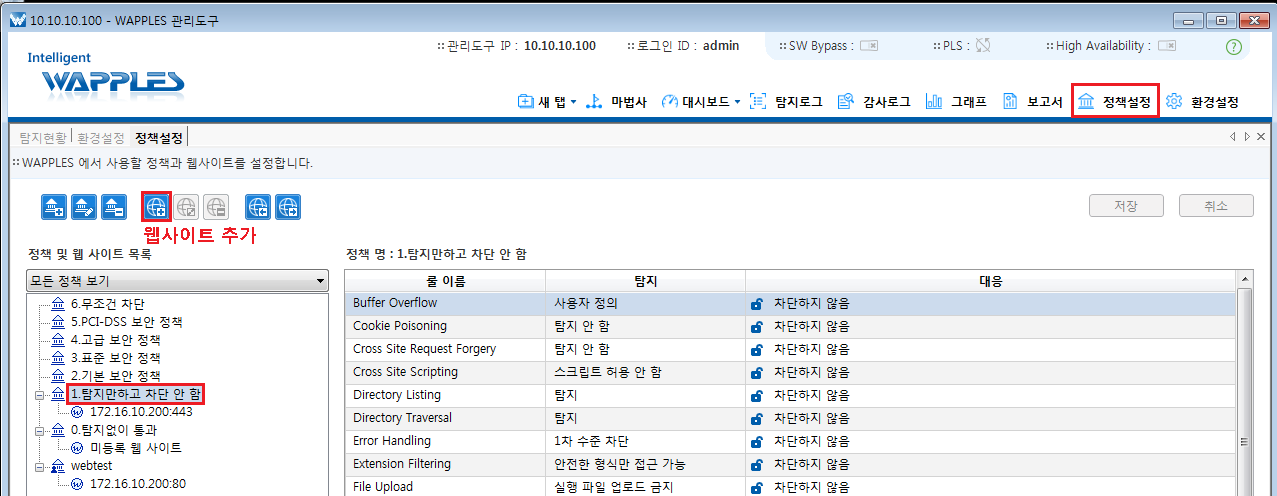 10.10.10.100 - WAPPLES 관리도구
:: 관리도구 IP : 10.10.10.100 :: 로그인 ID : admin :: SW Bypass : :: PLS : :: High Availability : ?
Intelligent
WAPPLES
새 탭 마법사 대시보드 탐지로그 감사로그 그래프 보고서 정책설정 환경설정
탐지현황 환경설정 정책설정
:: WAPPLES 에서 사용할 정책과 웹사이트를 설정합니다.
저장 취소
웹사이트 추가
정책 및 웹 사이트 목록 정책 명 : 1.탐지만하고 차단 안 함
모든 정책 보기
룰 이름 탐지 대응
6.무조건 차단
5.PCI-DSS 보안 정책
4.고급 보안 정책
3.표준 보안 정책
2.기본 보안 정책
1.탐지만하고 차단 안 함
172.16.10.200:443
0.탐지없이 통과
미등록 웹 사이트
webtest
172.16.10.200:80
Buffer Overflow 사용자 정의 차단하지 않음
Cookie Poisoning 탐지 안 함 차단하지 않음
Cross Site Request Forgery 탐지 안 함 차단하지 않음
Cross Site Scripting 스크립트 허용 안 함 차단하지 않음
Directory Listing 탐지 차단하지 않음
Directory Traversal 탐지 차단하지 않음
Error Handling 1차 수준 차단 차단하지 않음
Extension Filtering 안전한 형식만 접근 가능 차단하지 않음
File Upload 실행 파일 업로드 금지 차단하지 않음